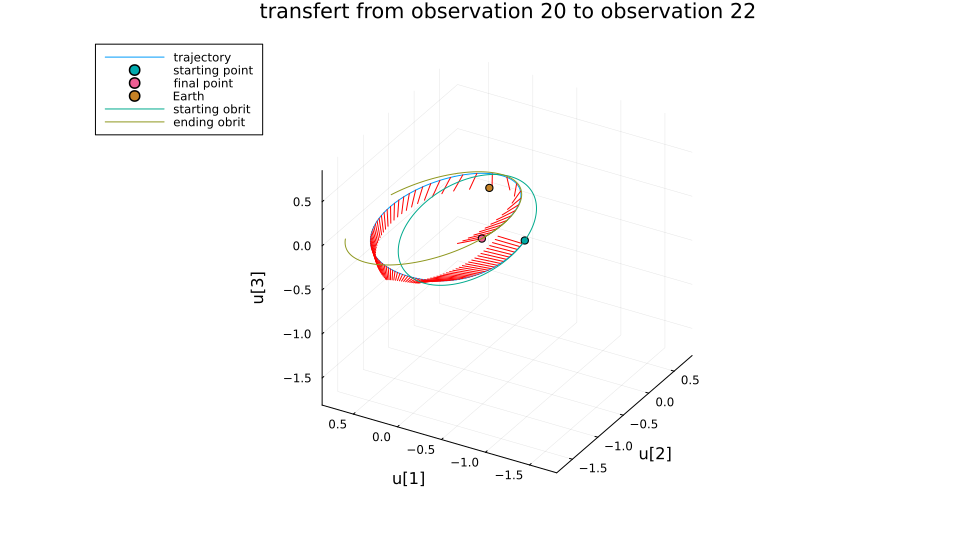 transfert from observation 20 to observation 22
trajectory
starting point
final point
Earth
starting obrit
ending obrit
0.5
0.0
−0.5
−1.0
−1.5
u[3]
0.5
0.0
−0.5
−1.0
−1.5
u[1]
0.5
0.0
−0.5
−1.0
−1.5
u[2]